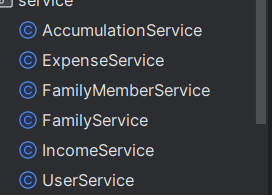 service
AccumulationService
ExpenseService
FamilyMemberService
FamilyService
IncomeService
UserService